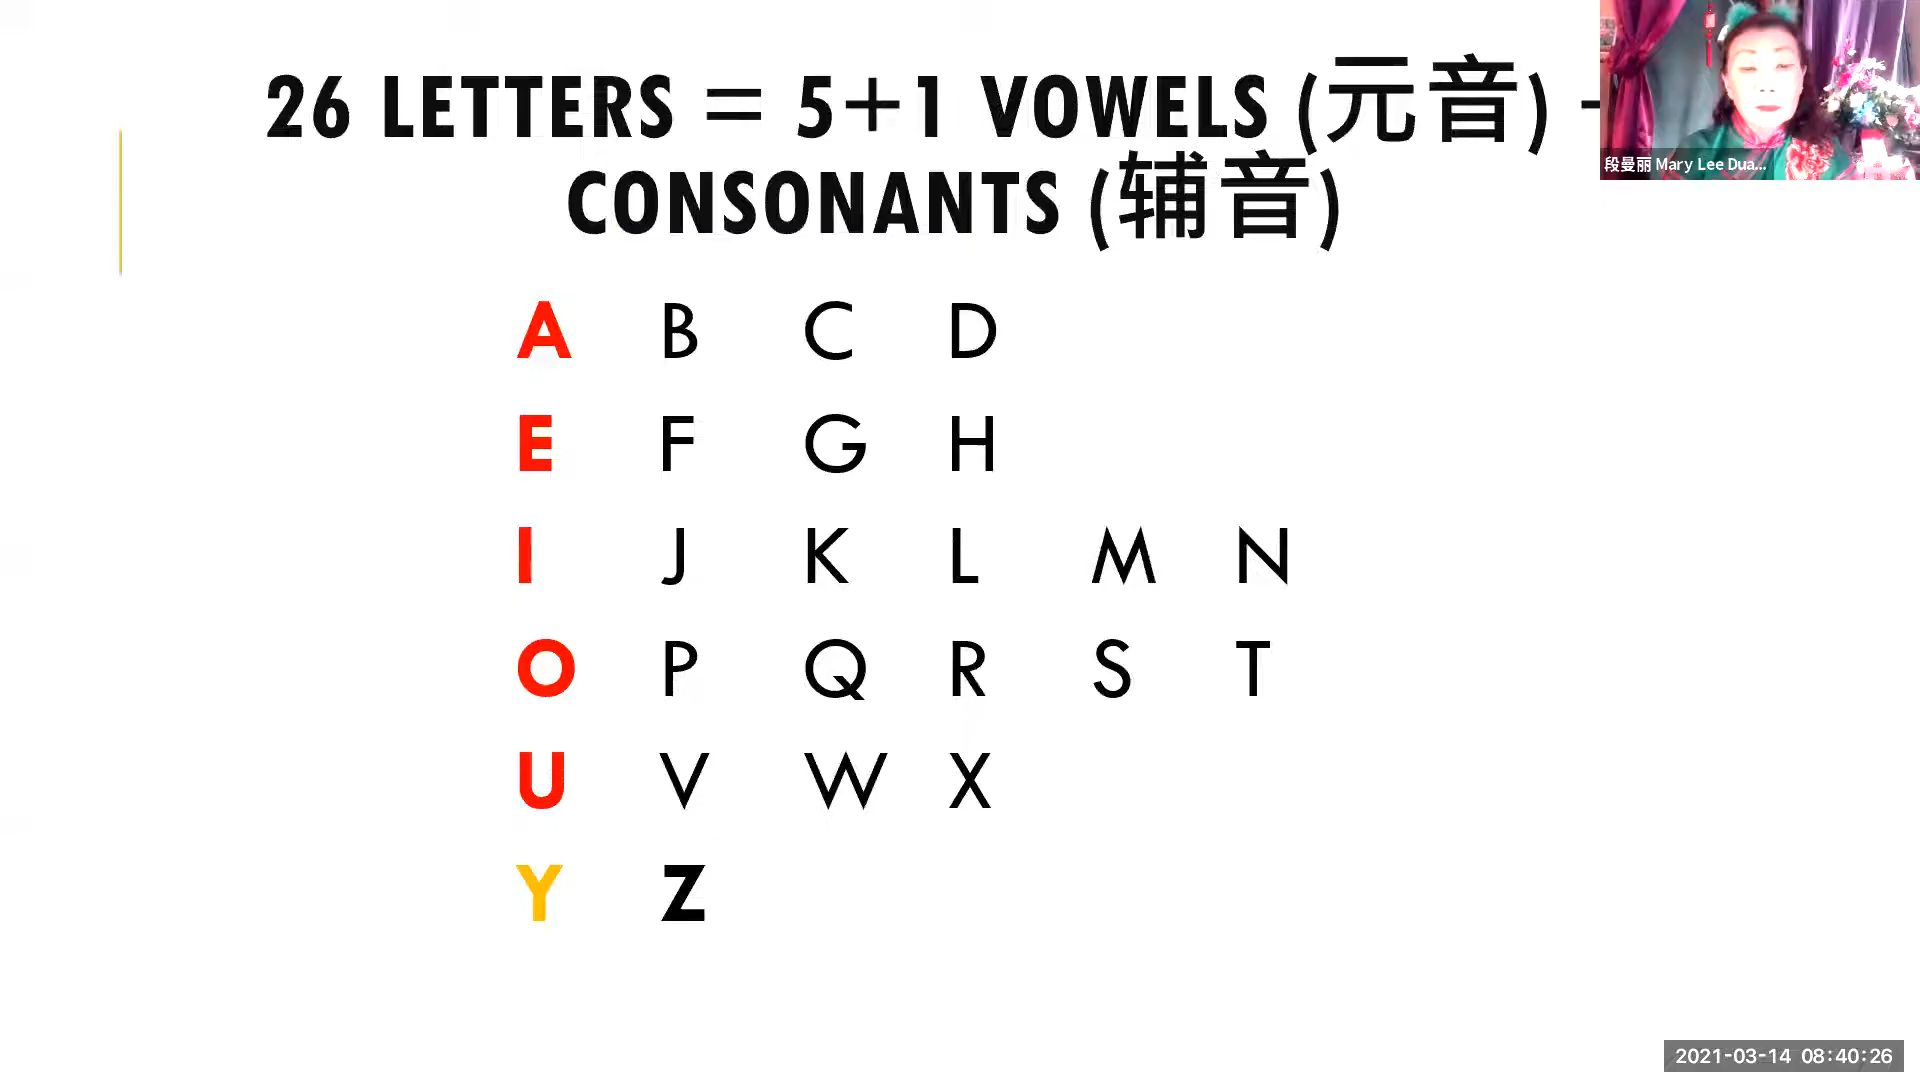 26 LETTERS = 5+1 VOWELS (元音)
CONSONANTS (辅音)
段曼丽 Mary Lee Dua...
A B C D
E F G H
I J K L M N
O P Q R S T
U V W X
Y Z
2021-03-14 08:40:26